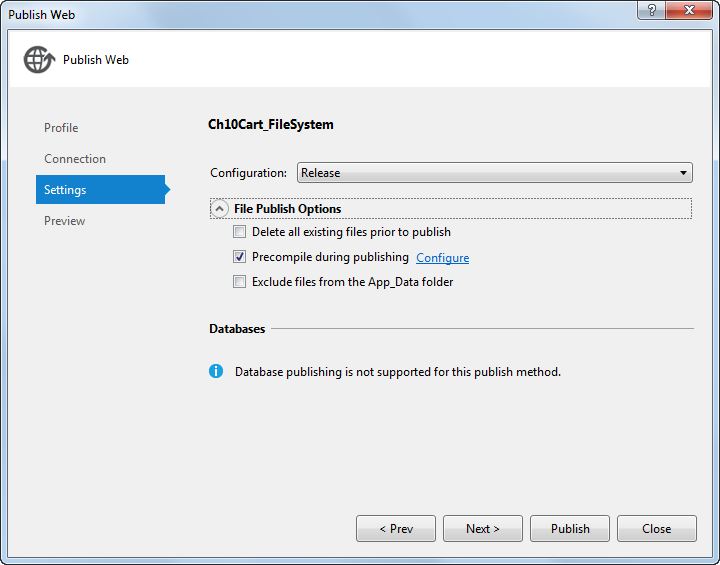 Publish Web
?
Publish Web
Profile
Connection
Settings
Preview
Ch10Cart_FileSystem
Configuration: Release
File Publish Options
Delete all existing files prior to publish
Precompile during publishing Configure
Exclude files from the App_Data folder
Databases
Database publishing is not supported for this publish method.
< Prev Next > Publish Close